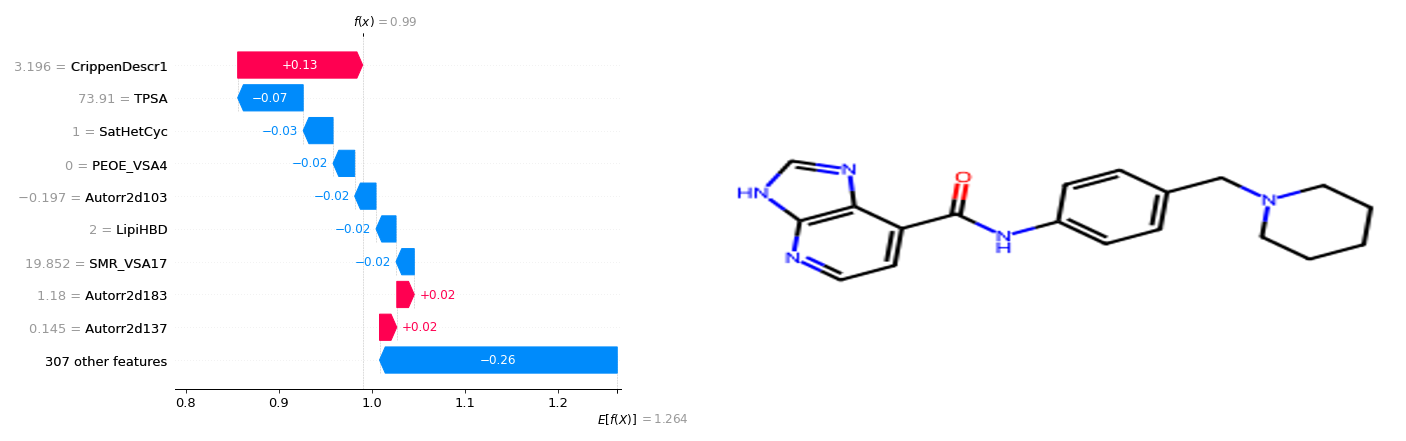 f(x) = 0.99
3.196 = CrippenDescr1
+0.13
73.91 = TPSA
−0.07
1 = SatHetCyc
−0.03
0 = PEOE_VSA4
−0.02
−0.197 = Autorr2d103
−0.02
2 = LipiHBD
−0.02
19.852 = SMR_VSA17
−0.02
1.18 = Autorr2d183
+0.02
0.145 = Autorr2d137
+0.02
307 other features
−0.26
0.8 0.9 1.0 1.1 1.2
E[f(X)] = 1.264
N
HN
N
O
N
H
N